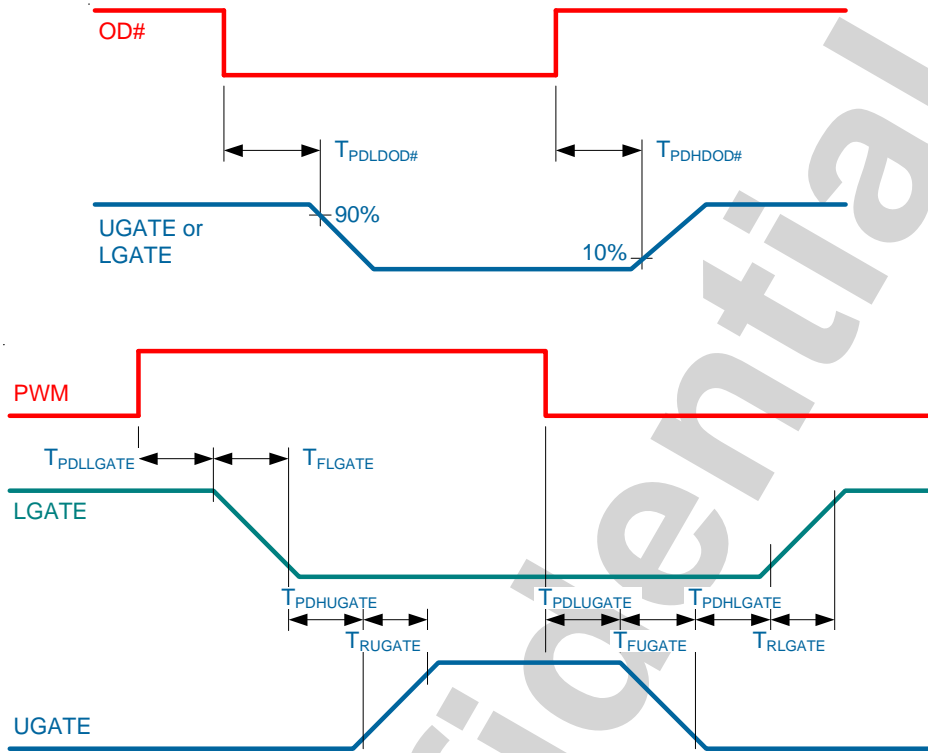 OD#
TPDLDOD#
TPDHDOD#
90%
UGATE or
LGATE
10%
PWM
TPDLLGATE
TFLGATE
LGATE
TPDHUGATE
TPDLUGATE
TPDHLGATE
TRUGATE
TFUGATE
TRLGATE
UGATE